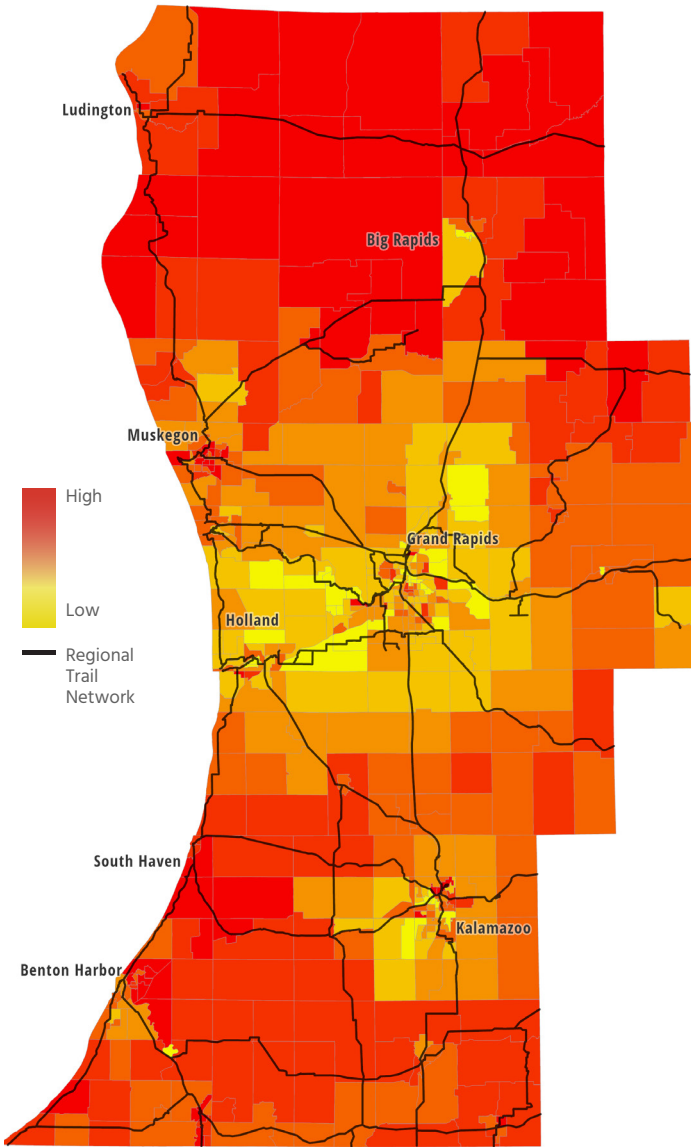 Ludington
Big Rapids
Muskegon
High
Grand Rapids
Low
Holland
Regional
Trail
Network
South Haven
Kalamazoo
Benton Harbor